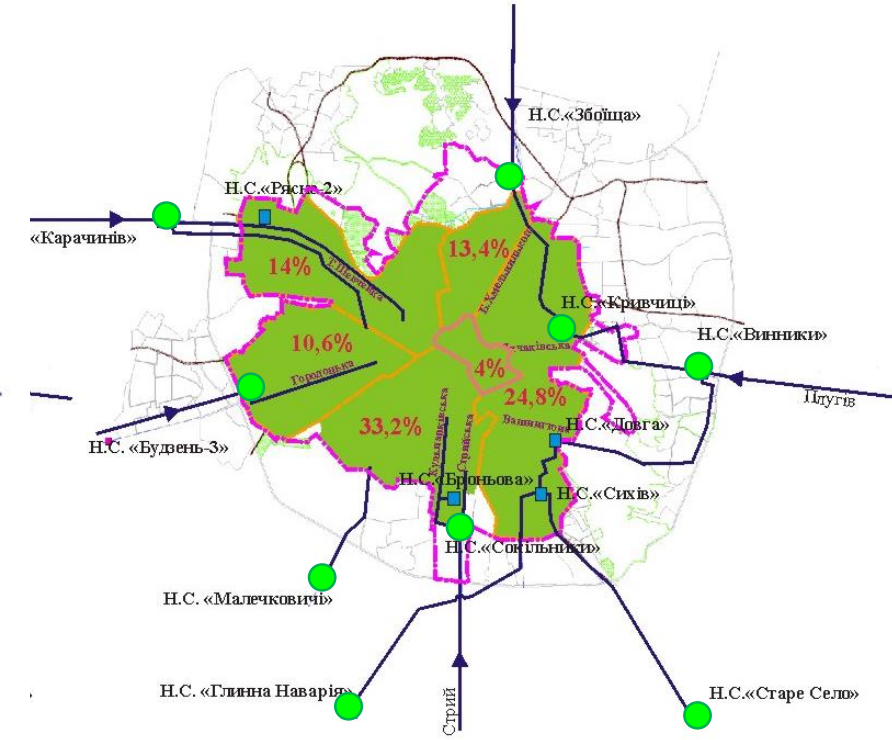 Н.С.«Збоїща»
Н.С.«Рясне-2»
«Карачинів»
13,4%
14%
Т.Шевченка
Б.Хмельницького
Н.С.«Кривчиці»
Н.С.«Винники»
10,6%
Городоцька
4%
24,8%
Плугів
33,2%
Кульпарківська
Стрийська
Вашингтона
Н.С.«Довга»
Н.С. «Будзень-3»
Н.С.«Броньова»
Н.С.«Сихів»
Н.С.«Сокільники»
Н.С. «Малечковичі»
Н.С. «Глинна Наварія»
Н.С.«Старе Село»
Стрий